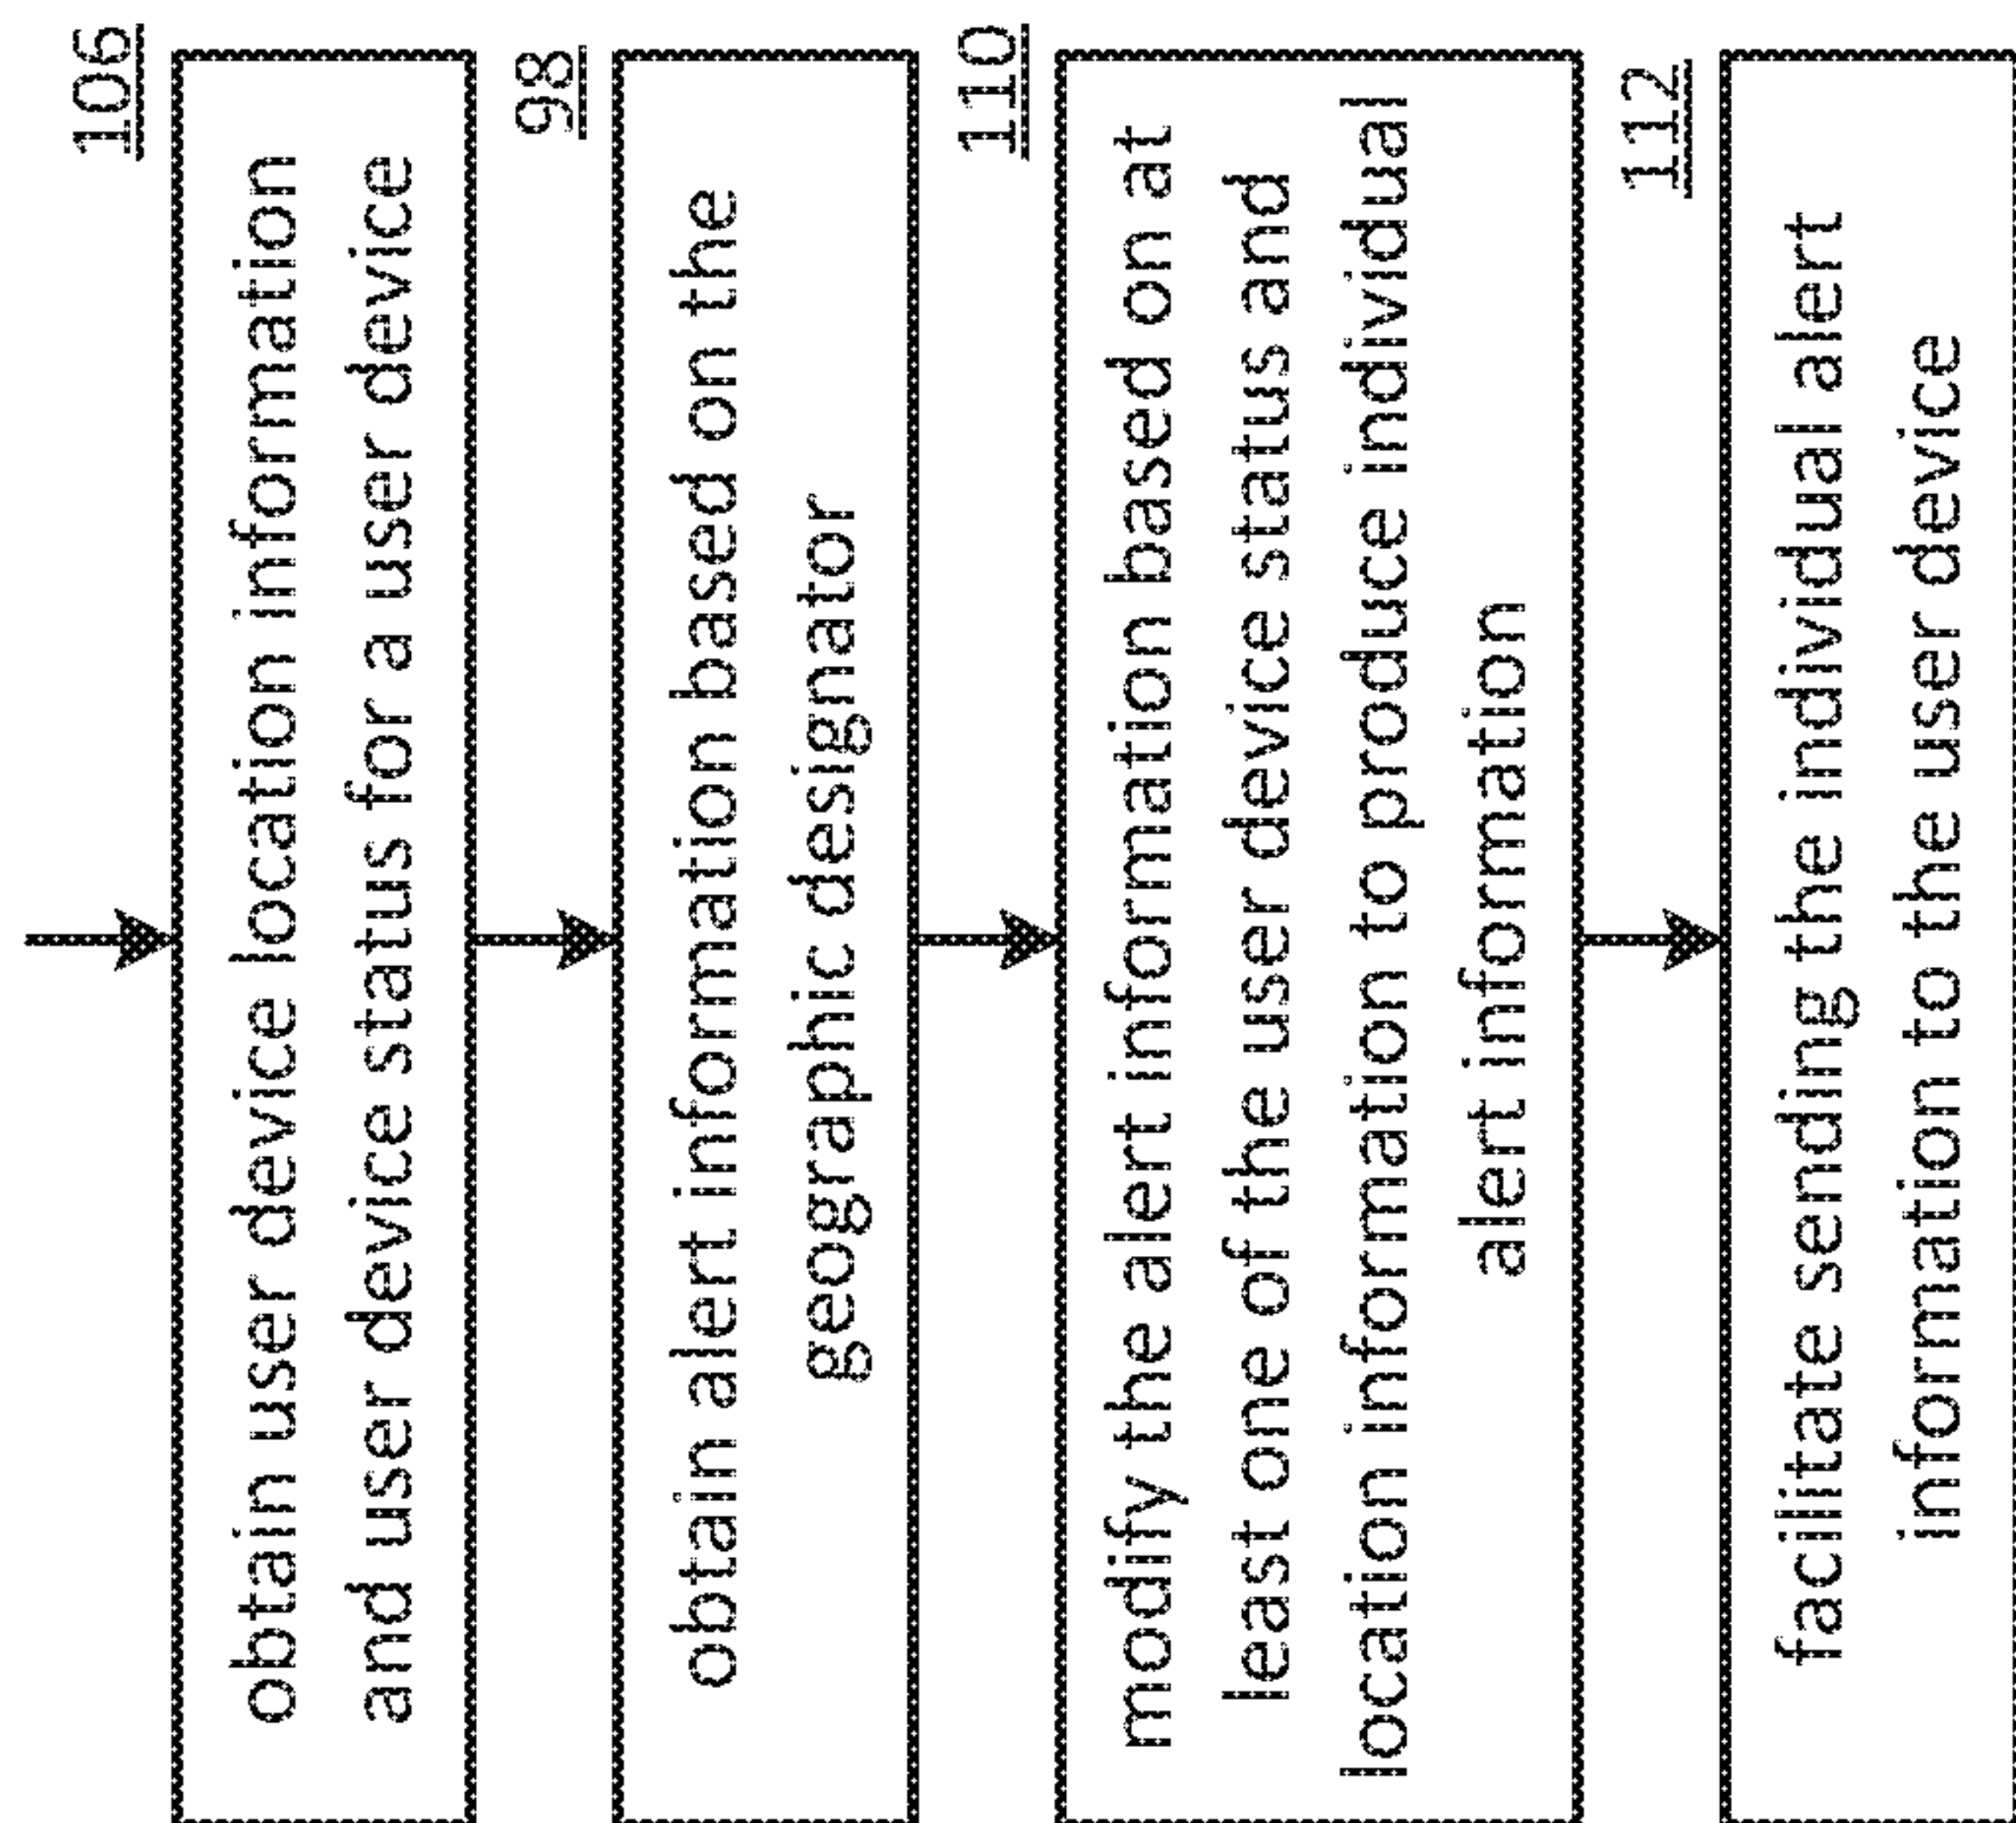 106
obtain user device location information
and user device status for a user device
98
obtain alert information based on the
geographic designator
110
modify the alert information based on at
least one of the user device status and
location information to produce individual
alert information
112
facilitate sending the individual alert
information to the user device